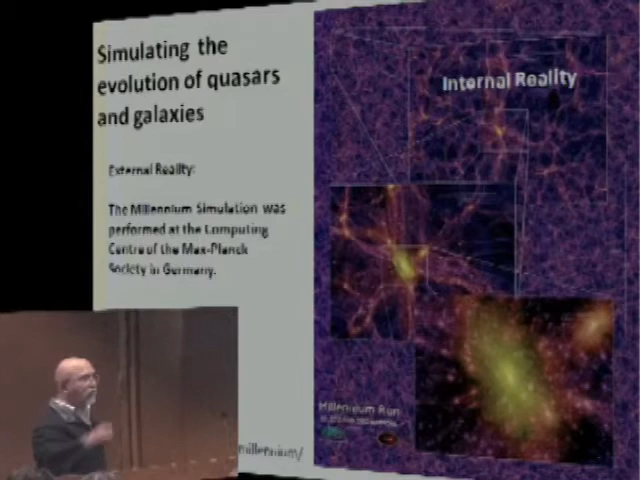 Simulating the
evolution of quasars
and galaxies
External Reality:
The Millennium Simulation was
performed at the Computing
Centre of the Max-Planck
Society in Germany.
millennium/
Internal Reality
Millennium Run